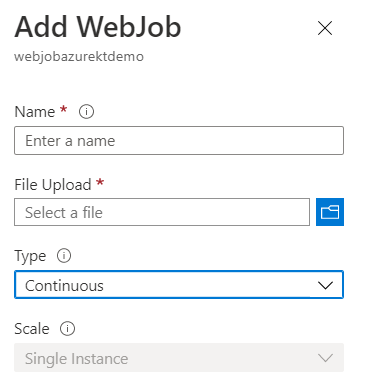 Add WebJob
webjobazurektdemo
Name *
Enter a name
File Upload *
Select a file
Type
Continuous
Scale
Single Instance